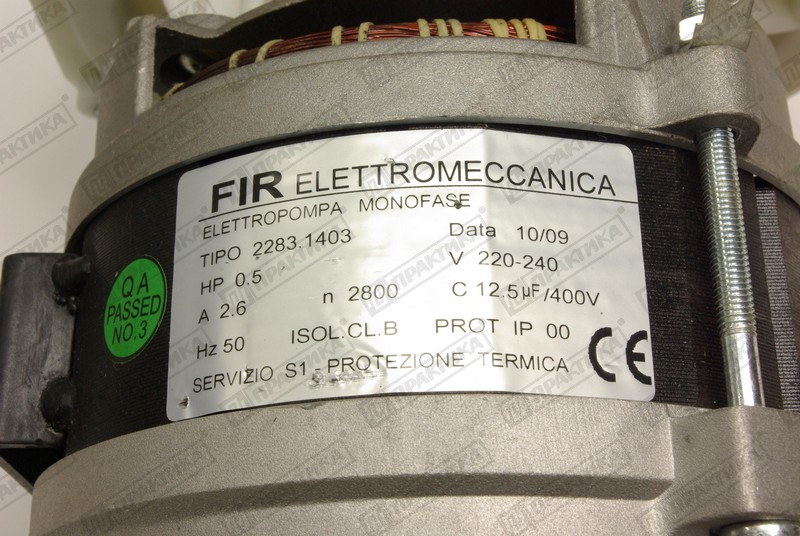 FIR ELETTROMECCANICA
ELETTROPOMPA MONOFASE
TIPO 2283.1403 Data 10/09
HP 0.5 V 220-240
A 2.6 n 2800 C 12.5µF/400V
Hz 50 ISOL.CL.B PROT IP 00
SERVIZIO S1 - PROTEZIONE TERMICA
CE
QA
PASSED
NO.3
ПРАКТИКА®